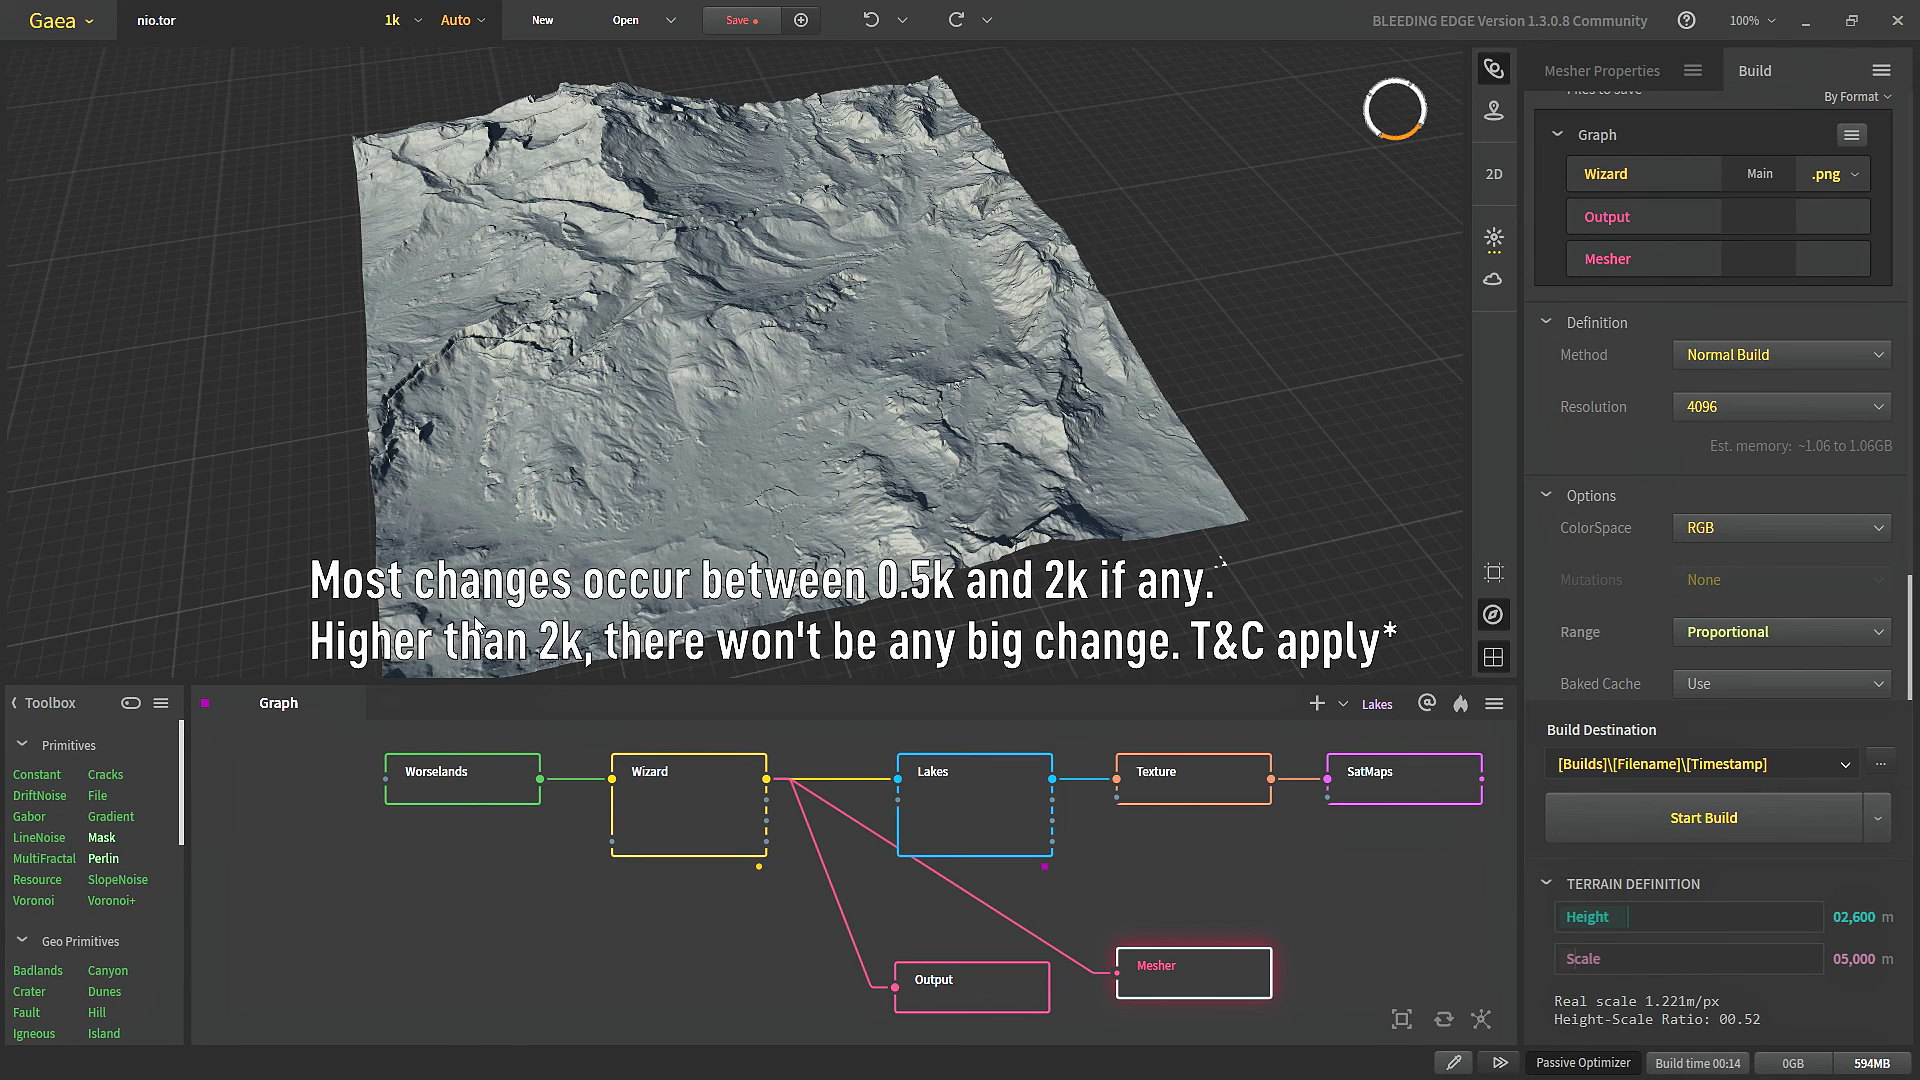 Gaea
nio.tor
1k
Auto
New
Open
Save
BLEEDING EDGE Version 1.3.0.8 Community
100%
Mesher Properties
Build
By Format
Graph
Wizard Main .png
Output
Mesher
2D
Definition
Method Normal Build
Resolution 4096
Est. memory: ~1.06 to 1.06GB
Options
ColorSpace RGB
Mutations None
Range Proportional
Baked Cache Use
Build Destination
[Builds]\[Filename]\[Timestamp]
...
Start Build
TERRAIN DEFINITION
Height 02,600 m
Scale 05,000 m
Real scale 1.221m/px
Height-Scale Ratio: 00.52
Most changes occur between 0.5k and 2k if any.
Higher than 2k, there won't be any big change. T&C apply*
Toolbox
Primitives
Constant Cracks
DriftNoise File
Gabor Gradient
LineNoise Mask
MultiFractal Perlin
Resource SlopeNoise
Voronoi Voronoi+
Geo Primitives
Badlands Canyon
Crater Dunes
Fault Hill
Igneous Island
Graph
Lakes
Worselands
Wizard
Lakes
Texture
SatMaps
Output
Mesher
Passive Optimizer
Build time 00:14
0GB
594MB